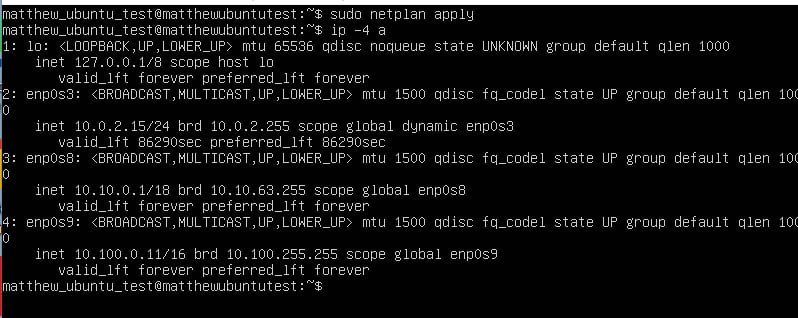 matthew_ubuntu_test@matthewubuntutest:~$ sudo netplan apply
matthew_ubuntu_test@matthewubuntutest:~$ ip -4 a
1: lo: <LOOPBACK,UP,LOWER_UP> mtu 65536 qdisc noqueue state UNKNOWN group default qlen 1000
    inet 127.0.0.1/8 scope host lo
       valid_lft forever preferred_lft forever
2: enp0s3: <BROADCAST,MULTICAST,UP,LOWER_UP> mtu 1500 qdisc fq_codel state UP group default qlen 100
0
    inet 10.0.2.15/24 brd 10.0.2.255 scope global dynamic enp0s3
       valid_lft 86290sec preferred_lft 86290sec
3: enp0s8: <BROADCAST,MULTICAST,UP,LOWER_UP> mtu 1500 qdisc fq_codel state UP group default qlen 100
0
    inet 10.10.0.1/18 brd 10.10.63.255 scope global enp0s8
       valid_lft forever preferred_lft forever
4: enp0s9: <BROADCAST,MULTICAST,UP,LOWER_UP> mtu 1500 qdisc fq_codel state UP group default qlen 100
0
    inet 10.100.0.11/16 brd 10.100.255.255 scope global enp0s9
       valid_lft forever preferred_lft forever
matthew_ubuntu_test@matthewubuntutest:~$